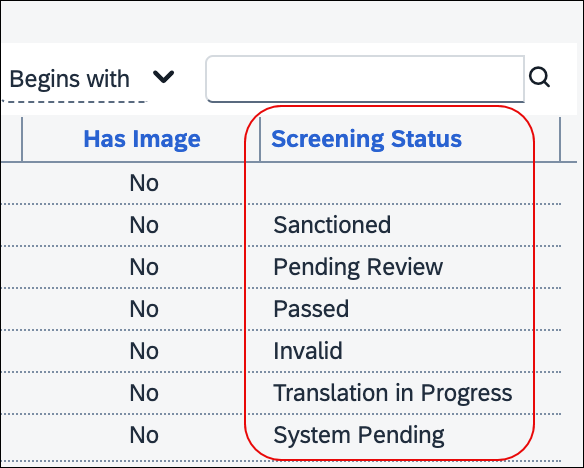 Begins with
Has Image Screening Status
No
No Sanctioned
No Pending Review
No Passed
No Invalid
No Translation in Progress
No System Pending